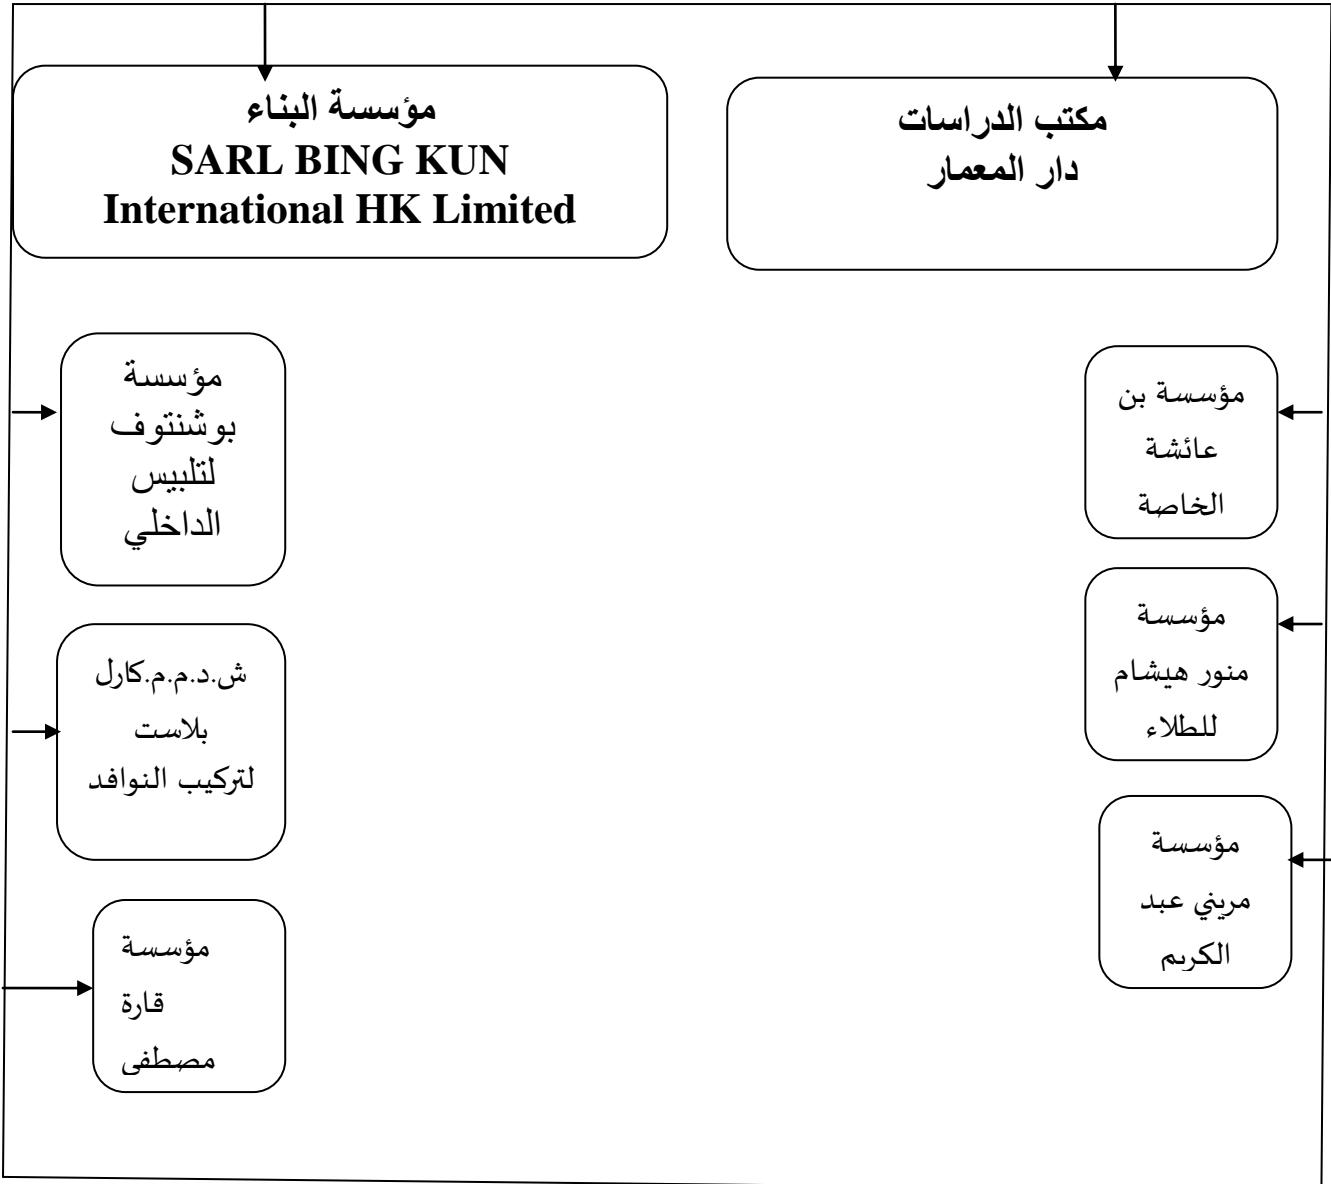 مؤسسة البناء
SARL BING KUN
International HK Limited
مكتب الدراسات
دار المعمار
مؤسسة
بوشنتوف
لتلبيس
الداخلي
مؤسسة بن
عائشة
الخاصة
مؤسسة
منور هيشام
للطلاء
ش.د.م.م.كارل
بلاست
لتركيب النوافد
مؤسسة
مريني عبد
الكريم
مؤسسة
قارة
مصطفى